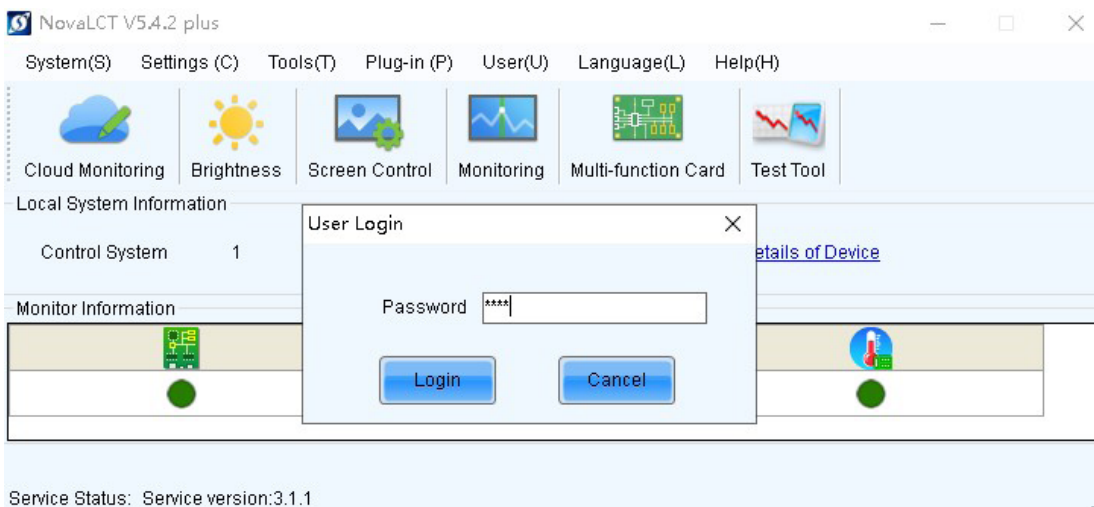 NovaLCT V5.4.2 plus
System(S) Settings (C) Tools(T) Plug-in (P) User(U) Language(L) Help(H)
Cloud Monitoring Brightness Screen Control Monitoring Multi-function Card Test Tool
Local System Information
User Login
Control System 1
etails of Device
Password ****
Monitor Information
Login Cancel
Service Status: Service version:3.1.1